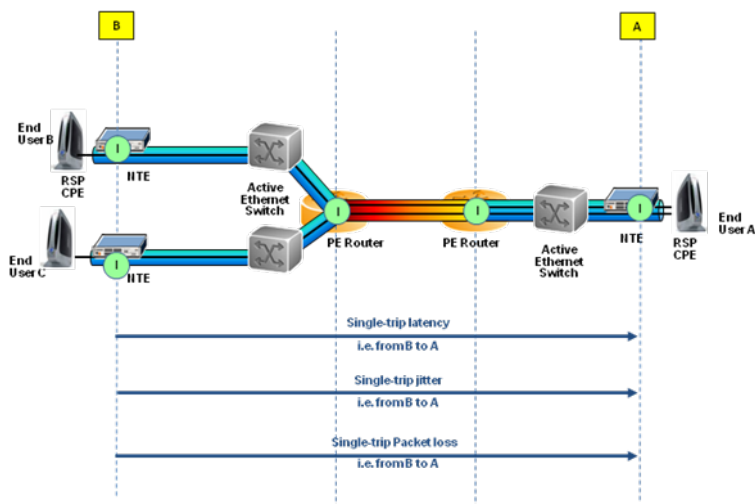 B
A
End
User B
RSP
CPE
I
NTE
Active
Ethernet
Switch
End
User C
I
NTE
I
PE Router
I
PE Router
Active
Ethernet
Switch
I
NTE
RSP
CPE
End
User A
Single-trip latency
i.e. from B to A
Single-trip jitter
i.e. from B to A
Single-trip Packet loss
i.e. from B to A